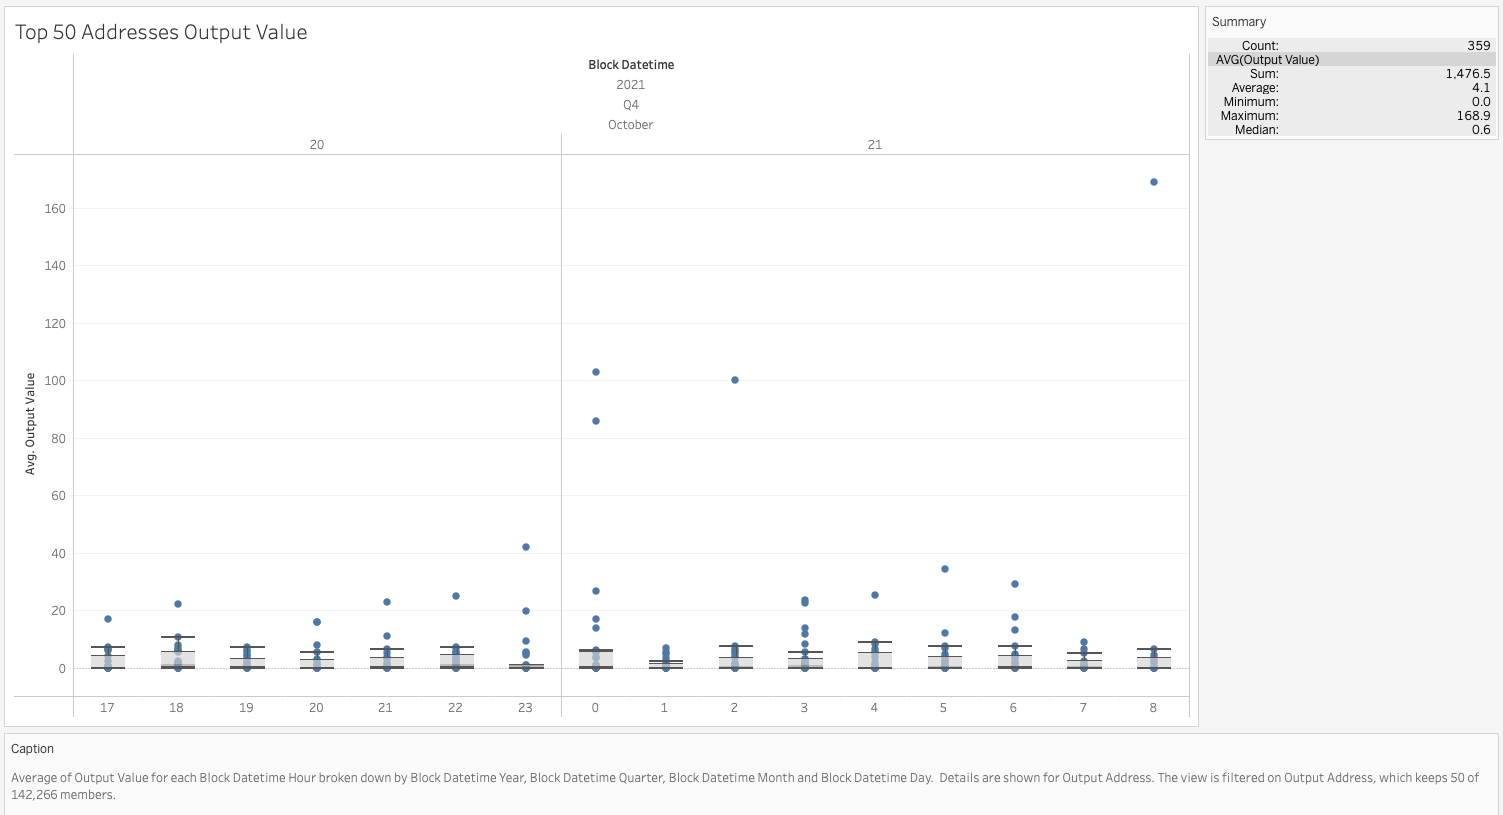 Top 50 Addresses Output Value
Block Datetime
2021
Q4
October
20 21
160
140
120
100
80
60
40
20
0
Avg. Output Value
17 18 19 20 21 22 23 0 1 2 3 4 5 6 7 8
Summary
Count: 359
AVG(Output Value)
Sum: 1,476.5
Average: 4.1
Minimum: 0.0
Maximum: 168.9
Median: 0.6
Caption
Average of Output Value for each Block Datetime Hour broken down by Block Datetime Year, Block Datetime Quarter, Block Datetime Month and Block Datetime Day.  Details are shown for Output Address. The view is filtered on Output Address, which keeps 50 of
142,266 members.